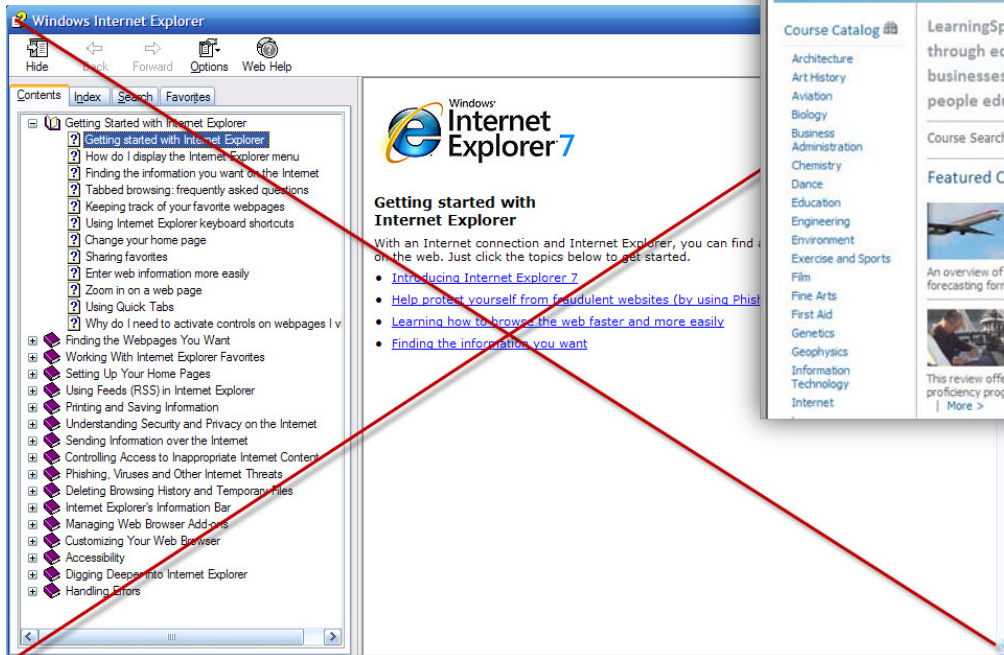 Windows Internet Explorer
Hide Back Forward Options Web Help
Contents Index Search Favorites
Getting Started with Internet Explorer
Getting started with Internet Explorer
How do I display the Internet Explorer menu
Finding the information you want on the Internet
Tabbed browsing: frequently asked questions
Keeping track of your favorite webpages
Using Internet Explorer keyboard shortcuts
Change your home page
Sharing favorites
Enter web information more easily
Zoom in on a web page
Using Quick Tabs
Why do I need to activate controls on webpages I v
Finding the Webpages You Want
Working With Internet Explorer Favorites
Setting Up Your Home Pages
Using Feeds (RSS) in Internet Explorer
Printing and Saving Information
Understanding Security and Privacy on the Internet
Sending Information over the Internet
Controlling Access to Inappropriate Internet Content
Phishing, Viruses and Other Internet Threats
Deleting Browsing History and Temporary Files
Internet Explorer's Information Bar
Managing Web Browser Add-ons
Customizing Your Web Browser
Accessibility
Digging Deeper into Internet Explorer
Handling Errors
Windows
Internet
Explorer 7
Getting started with
Internet Explorer
With an Internet connection and Internet Explorer, you can find a
on the web. Just click the topics below to get started.
Introducing Internet Explorer 7
Help protect yourself from fraudulent websites (by using Phish
Learning how to browse the web faster and more easily
Finding the information you want
Course Catalog
Architecture
Art History
Aviation
Biology
Business
Administration
Chemistry
Dance
Education
Engineering
Environment
Exercise and Sports
Film
Fine Arts
First Aid
Genetics
Geophysics
Information
Technology
Internet
LearningSp
through ed
businesses
people edu
Course Search
Featured C
An overview of
forecasting form
This review offe
proficiency prog
| More >